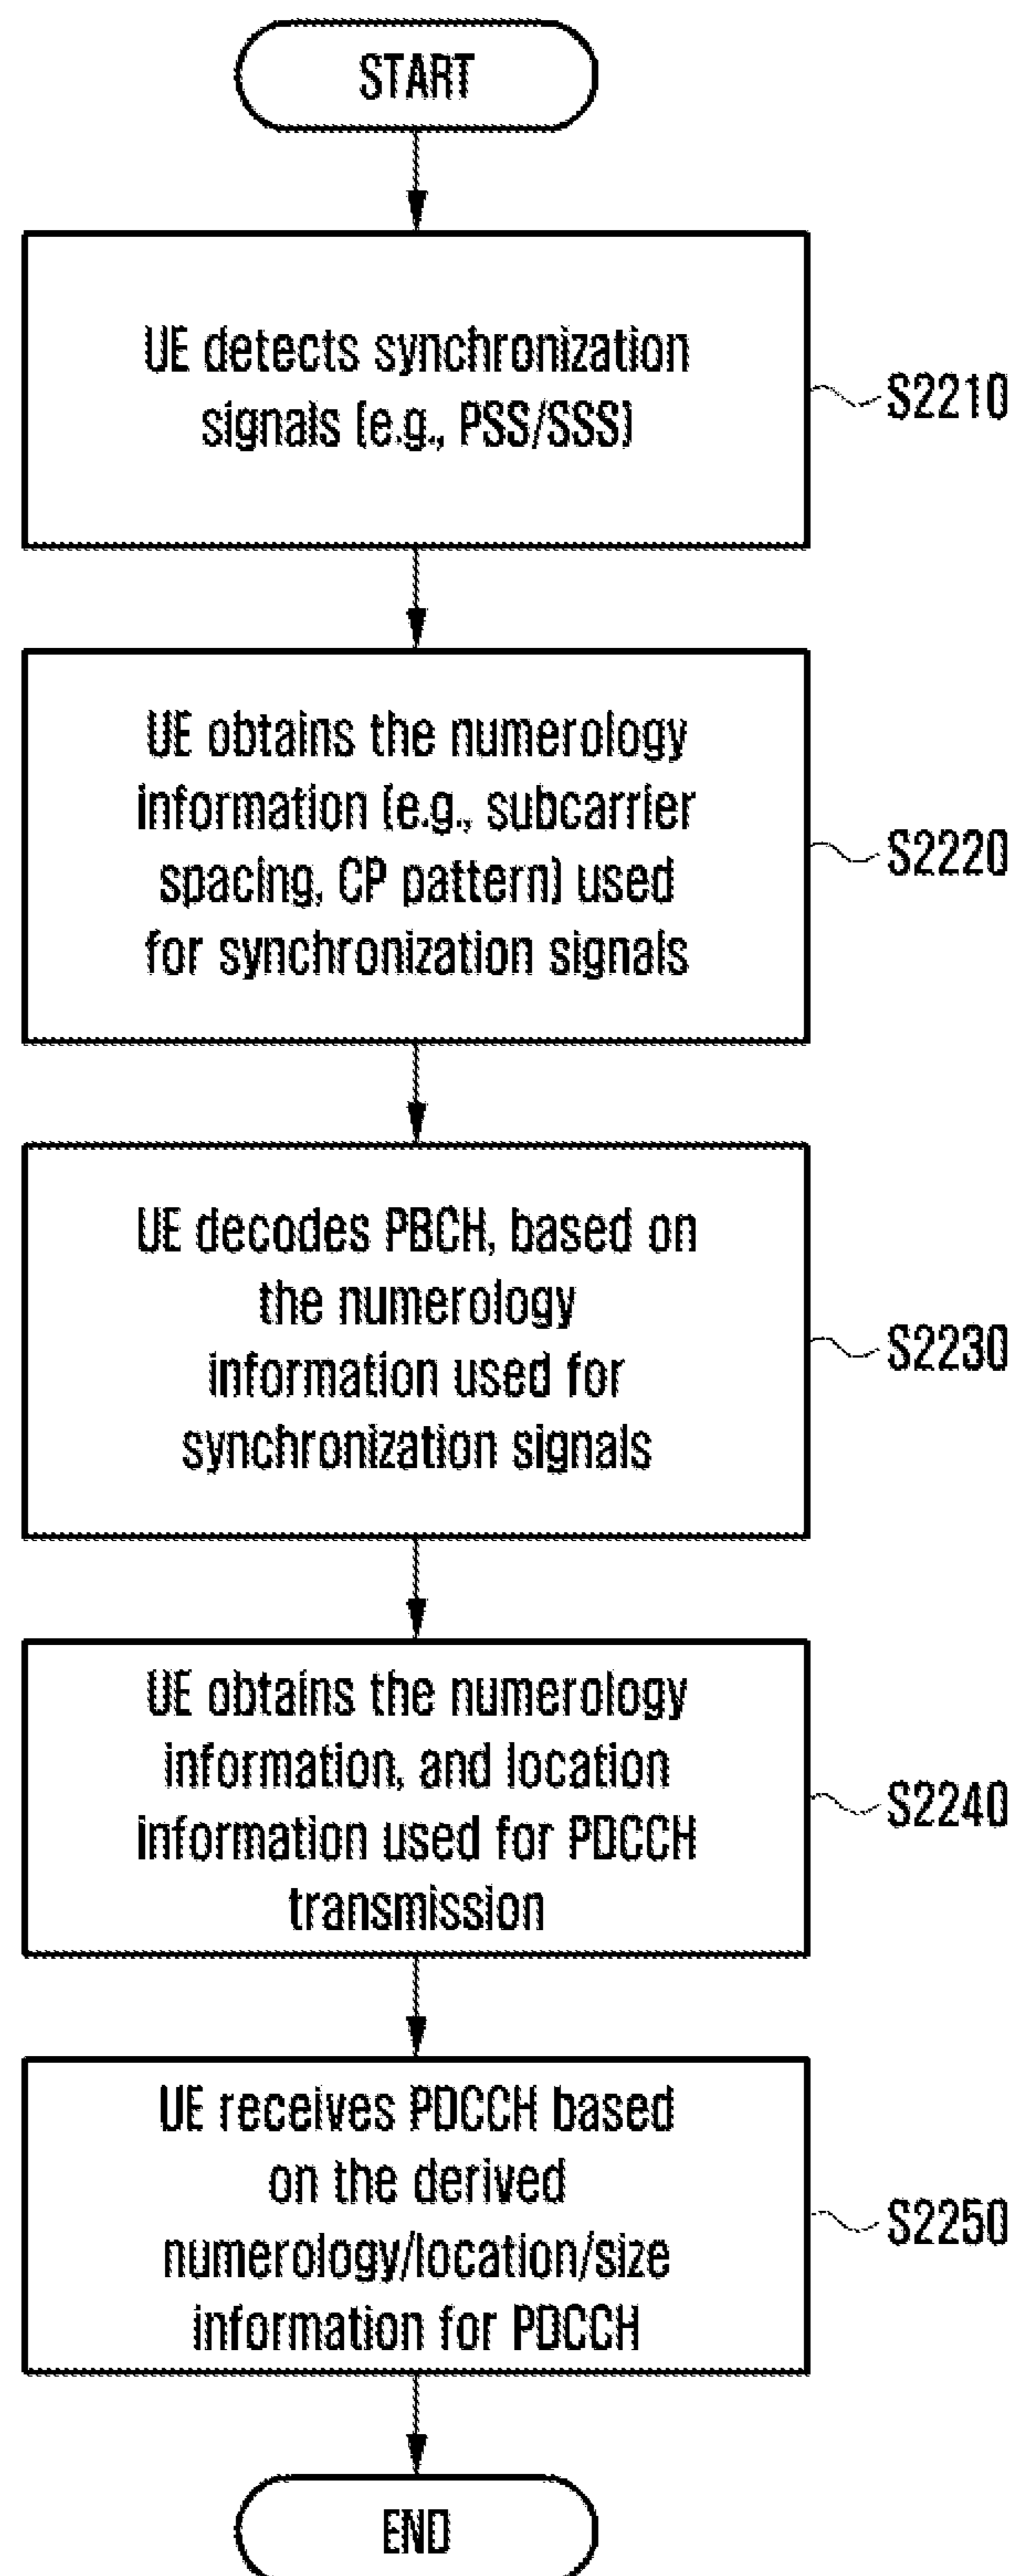 START
UE detects synchronization
signals (e.g., PSS/SSS)
S2210
UE obtains the numerology
information (e.g., subcarrier
spacing, CP pattern) used
for synchronization signals
S2220
UE decodes PBCH, based on
the numerology
information used for
synchronization signals
S2230
UE obtains the numerology
information, and location
information used for PDCCH
transmission
S2240
UE receives PDCCH based
on the derived
numerology/location/size
information for PDCCH
S2250
END